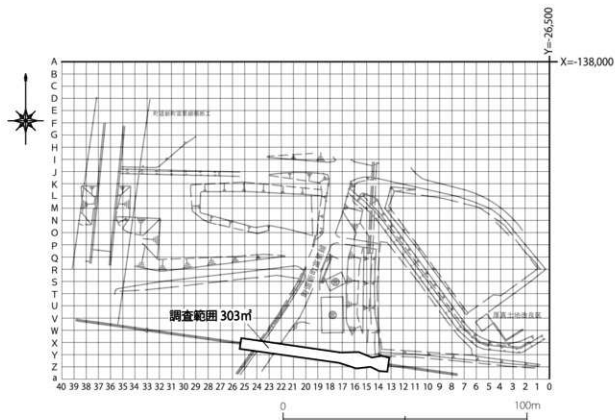 Y=-26,500
X=-138,000
A
B
C
D
E
F
G
H
I
J
K
L
M
N
O
P
Q
R
S
T
U
V
W
X
Y
Z
a
調査範囲 303㎡
40 39 38 37 36 35 34 33 32 31 30 29 28 27 26 25 24 23 22 21 20 19 18 17 16 15 14 13 12 11 10 9 8 7 6 5 4 3 2 1 0
0 100m